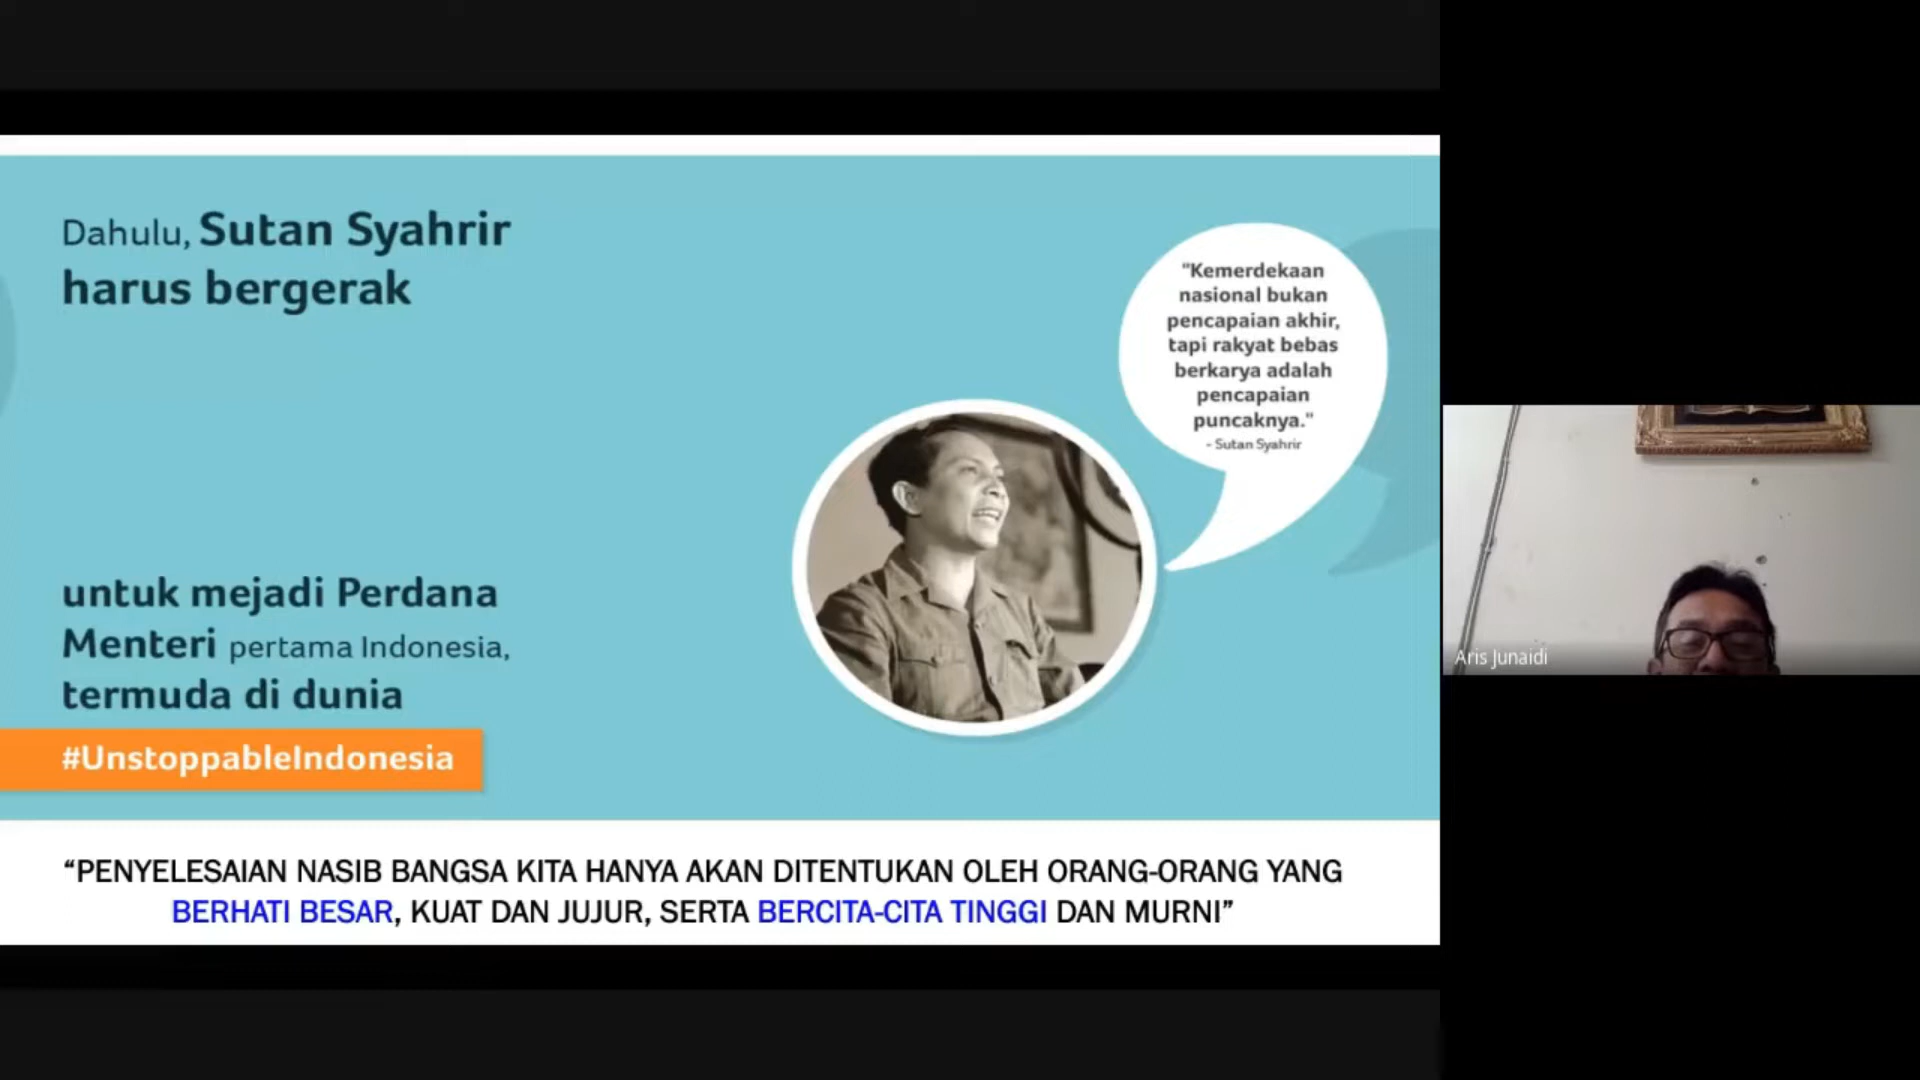 Dahulu, Sutan Syahrir
harus bergerak
"Kemerdekaan
nasional bukan
pencapaian akhir,
tapi rakyat bebas
berkarya adalah
pencapaian
puncaknya."
- Sutan Syahrir
untuk mejadi Perdana
Menteri pertama Indonesia,
termuda di dunia
#UnstoppableIndonesia
“PENYELESAIAN NASIB BANGSA KITA HANYA AKAN DITENTUKAN OLEH ORANG-ORANG YANG
BERHATI BESAR, KUAT DAN JUJUR, SERTA BERCITA-CITA TINGGI DAN MURNI”
Aris Junaidi